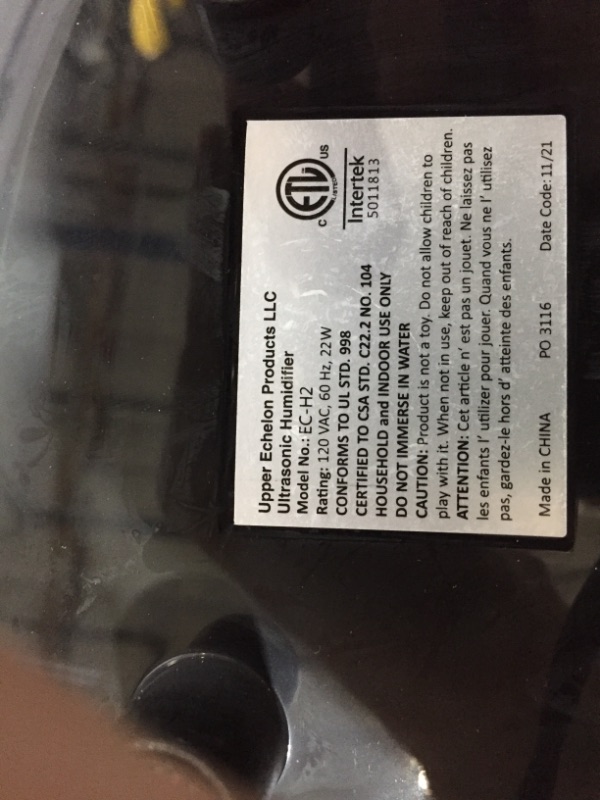 Upper Echelon Products LLC
Ultrasonic Humidifier
Model No.: EC-H2
Rating: 120 VAC, 60 Hz, 22W
CONFORMS TO UL STD. 998
CERTIFIED TO CSA STD. C22.2 NO. 104
HOUSEHOLD and INDOOR USE ONLY
DO NOT IMMERSE IN WATER
CAUTION: Product is not a toy. Do not allow children to
play with it. When not in use, keep out of reach of children.
ATTENTION: Cet article n' est pas un jouet. Ne laissez pas
les enfants l' utilizer pour jouer. Quand vous ne l' utilisez
pas, gardez-le hors d' atteinte des enfants.
Made in CHINA PO 3116 Date Code: 11/21
C ETL US
Intertek
5011813